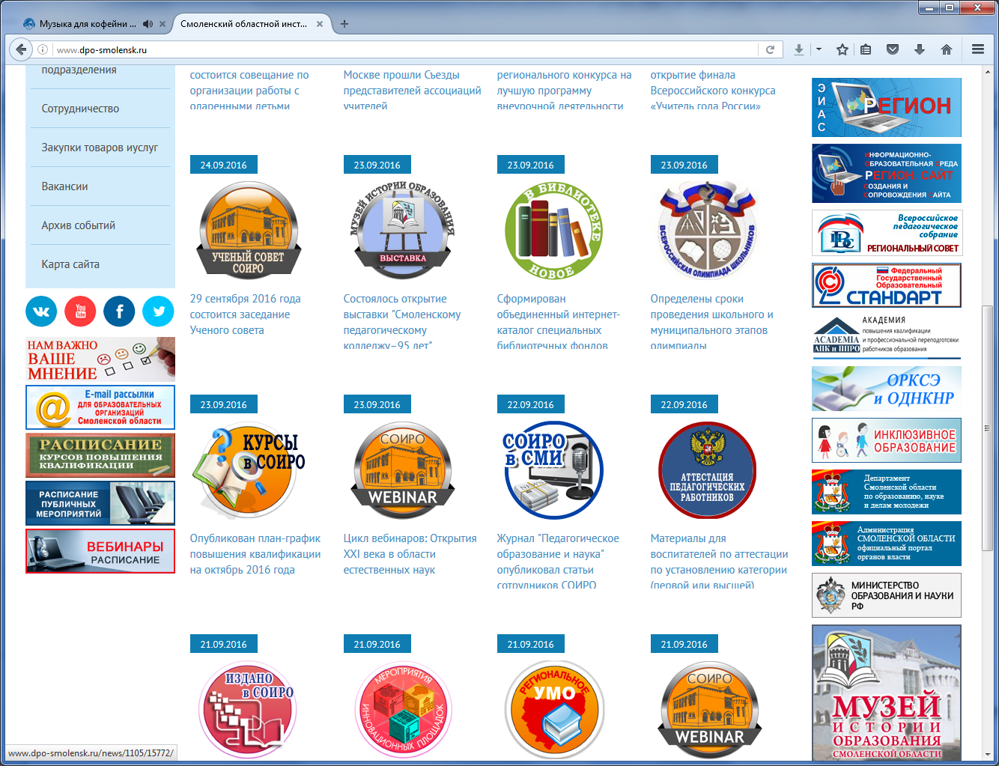 Музыка для кофейни ...
Смоленский областной инст...
www.dpo-smolensk.ru
подразделения
Сотрудничество
Закупки товаров иуслуг
Вакансии
Архив событий
Карта сайта
You
Tube
НАМ ВАЖНО
ВАШЕ
МНЕНИЕ
E-mail рассылки
ДЛЯ ОБРАЗОВАТЕЛЬНЫХ
ОРГАНИЗАЦИЙ
Смоленской области
РАСПИСАНИЕ
КУРСОВ ПОВЫШЕНИЯ
КВАЛИФИКАЦИИ
РАСПИСАНИЕ
ПУБЛИЧНЫХ
МЕРОПРИЯТИЙ
ВЕБИНАРЫ
РАСПИСАНИЕ
состоится совещание по
организации работы с
одаренными детьми
Москве прошли Съезды
представителей ассоциаций
учителей
регионального конкурса на
лучшую программу
внеурочной деятельности
открытие финала
Всероссийского конкурса
«Учитель года России»
24.09.2016
УЧЕНЫЙ СОВЕТ
СОИРО
29 сентября 2016 года
состоится заседание
Ученого совета
23.09.2016
МУЗЕЙ ИСТОРИИ ОБРАЗОВАНИЯ
ВЫСТАВКА
Состоялось открытие
выставки "Смоленскому
педагогическому
колледжу–95 лет"
23.09.2016
В БИБЛИОТЕКЕ
НОВОЕ
Сформирован
объединенный интернет-
каталог специальных
библиотечных фондов
23.09.2016
ВСЕРОССИЙСКАЯ ОЛИМПИАДА ШКОЛЬНИКОВ
Определены сроки
проведения школьного и
муниципального этапов
олимпиады
23.09.2016
КУРСЫ
в СОИРО
Опубликован план-график
повышения квалификации
на октябрь 2016 года
23.09.2016
СОИРО
WEBINAR
Цикл вебинаров: Открытия
XXI века в области
естественных наук
22.09.2016
СОИРО
в СМИ
NEWS
Журнал "Педагогическое
образование и наука"
опубликовал статьи
сотрудников СОИРО
22.09.2016
АТТЕСТАЦИЯ
ПЕДАГОГИЧЕСКИХ
РАБОТНИКОВ
Материалы для
воспитателей по аттестации
по установлению категории
(первой или высшей)
21.09.2016
ИЗДАНО
в СОИРО
21.09.2016
МЕРОПРИЯТИЯ
ИННОВАЦИОННЫХ ПЛОЩАДОК
21.09.2016
РЕГИОНАЛЬНОЕ
УМО
21.09.2016
СОИРО
WEBINAR
ЭИАС
РЕГИОН
ИНФОРМАЦИОННО-
ОБРАЗОВАТЕЛЬНАЯ СРЕДА
РЕГИОН. САЙТ
СОЗДАНИЯ И
СОПРОВОЖДЕНИЯ САЙТА
Всероссийское
педагогическое
собрание
РЕГИОНАЛЬНЫЙ СОВЕТ
Федеральный
Государственный
Образовательный
СТАНДАРТ
АКАДЕМИЯ
повышения квалификации
и профессиональной переподготовки
работников образования
ACADEMIA
АПК и ППРО
ОРКСЭ
и ОДНКНР
ИНКЛЮЗИВНОЕ
ОБРАЗОВАНИЕ
Департамент
Смоленской области
по образованию, науке
и делам молодежи
Администрация
СМОЛЕНСКОЙ ОБЛАСТИ
официальный портал
органов власти
МИНИСТЕРСТВО
ОБРАЗОВАНИЯ И НАУКИ
РФ
МУЗЕЙ
ИСТОРИИ
ОБРАЗОВАНИЯ
СМОЛЕНСКОЙ ОБЛАСТИ
www.dpo-smolensk.ru/news/1105/15772/